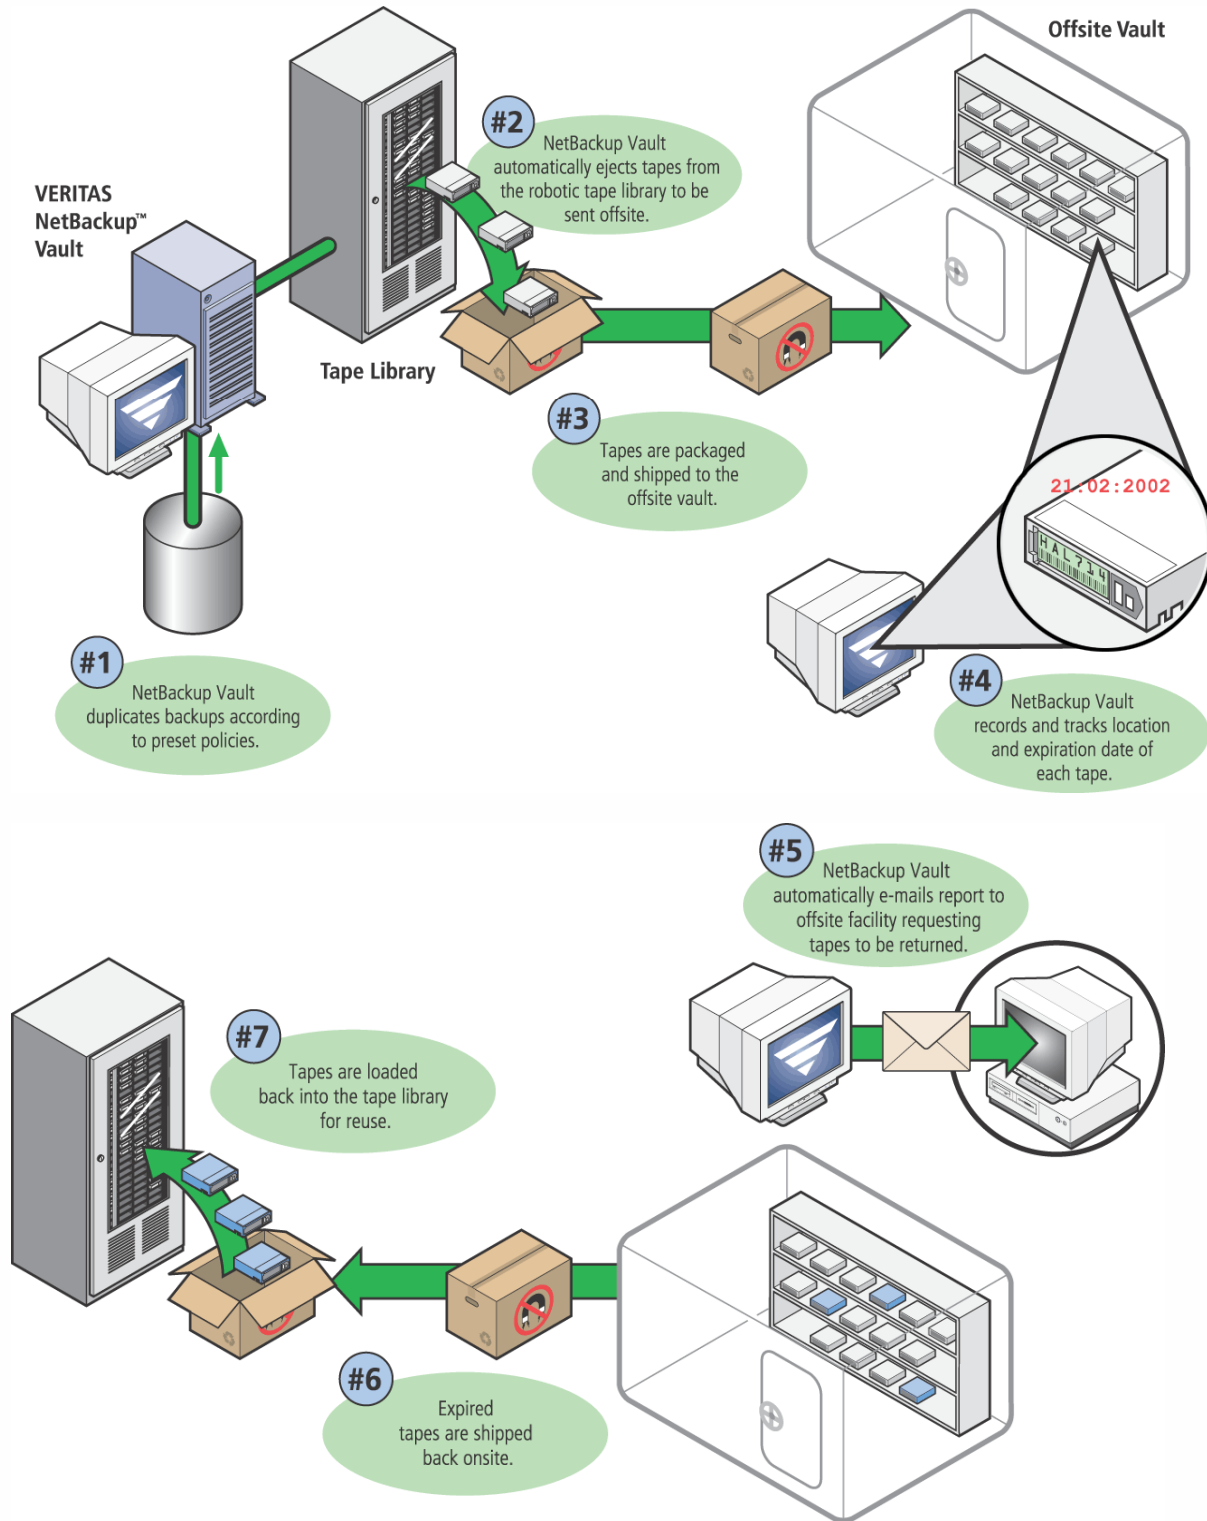 Offsite Vault
#2
NetBackup Vault
automatically ejects tapes from
the robotic tape library to be
sent offsite.
VERITAS
NetBackup™
Vault
Tape Library
#3
Tapes are packaged
and shipped to the
offsite vault.
21:02:2002
HAL714
#1
NetBackup Vault
duplicates backups according
to preset policies.
#4
NetBackup Vault
records and tracks location
and expiration date of
each tape.
#5
NetBackup Vault
automatically e-mails report to
offsite facility requesting
tapes to be returned.
#7
Tapes are loaded
back into the tape library
for reuse.
#6
Expired
tapes are shipped
back onsite.